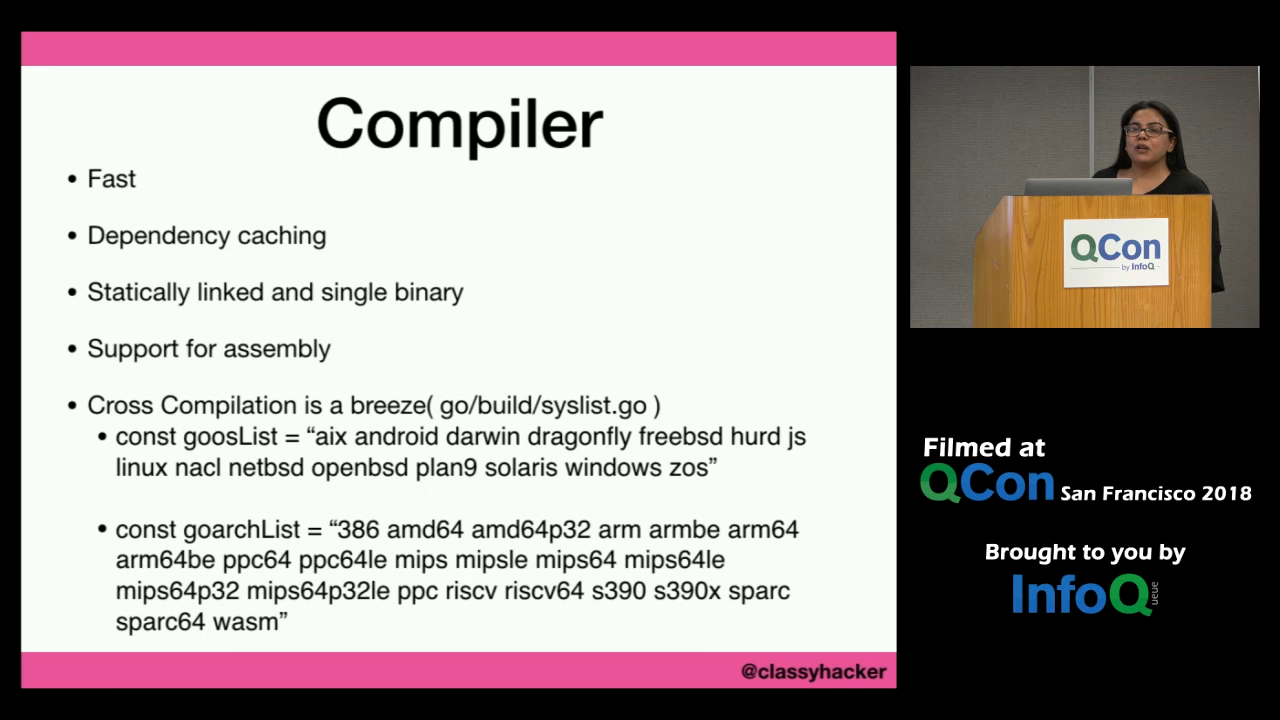 Compiler
• Fast
• Dependency caching
• Statically linked and single binary
• Support for assembly
• Cross Compilation is a breeze( go/build/syslist.go )
• const goosList = “aix android darwin dragonfly freebsd hurd js
linux nacl netbsd openbsd plan9 solaris windows zos”
• const goarchList = “386 amd64 amd64p32 arm armbe arm64
arm64be ppc64 ppc64le mips mipsle mips64 mips64le
mips64p32 mips64p32le ppc riscv riscv64 s390 s390x sparc
sparc64 wasm”
@classyhacker
QCon
by InfoQ
Filmed at
QCon San Francisco 2018
Brought to you by
InfoQ
ueue